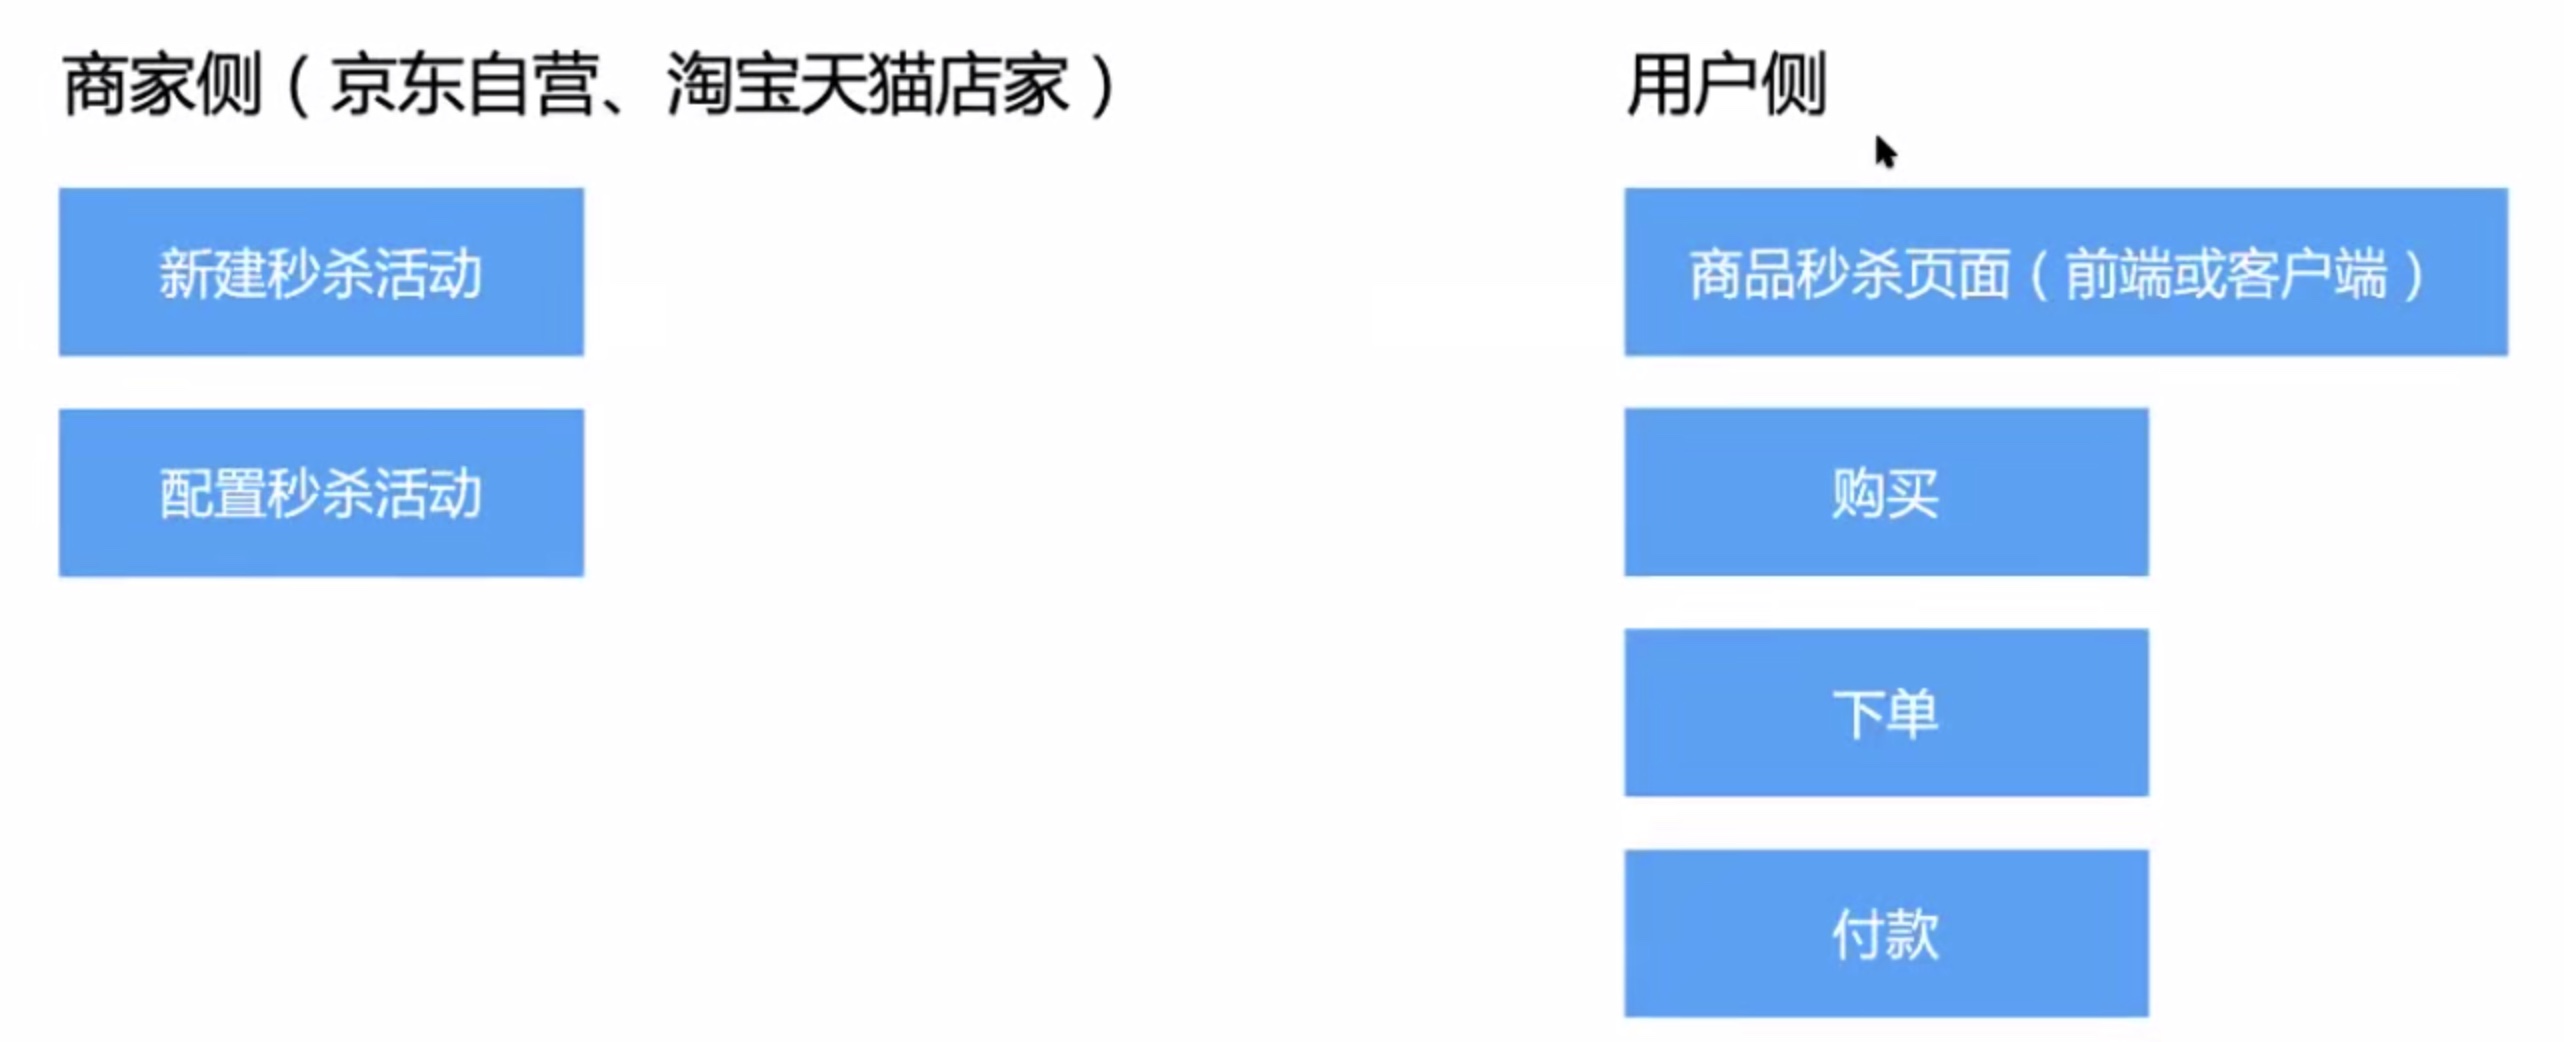 商家侧（京东自营、淘宝天猫店家）
新建秒杀活动
配置秒杀活动
用户侧
商品秒杀页面（前端或客户端）
购买
下单
付款